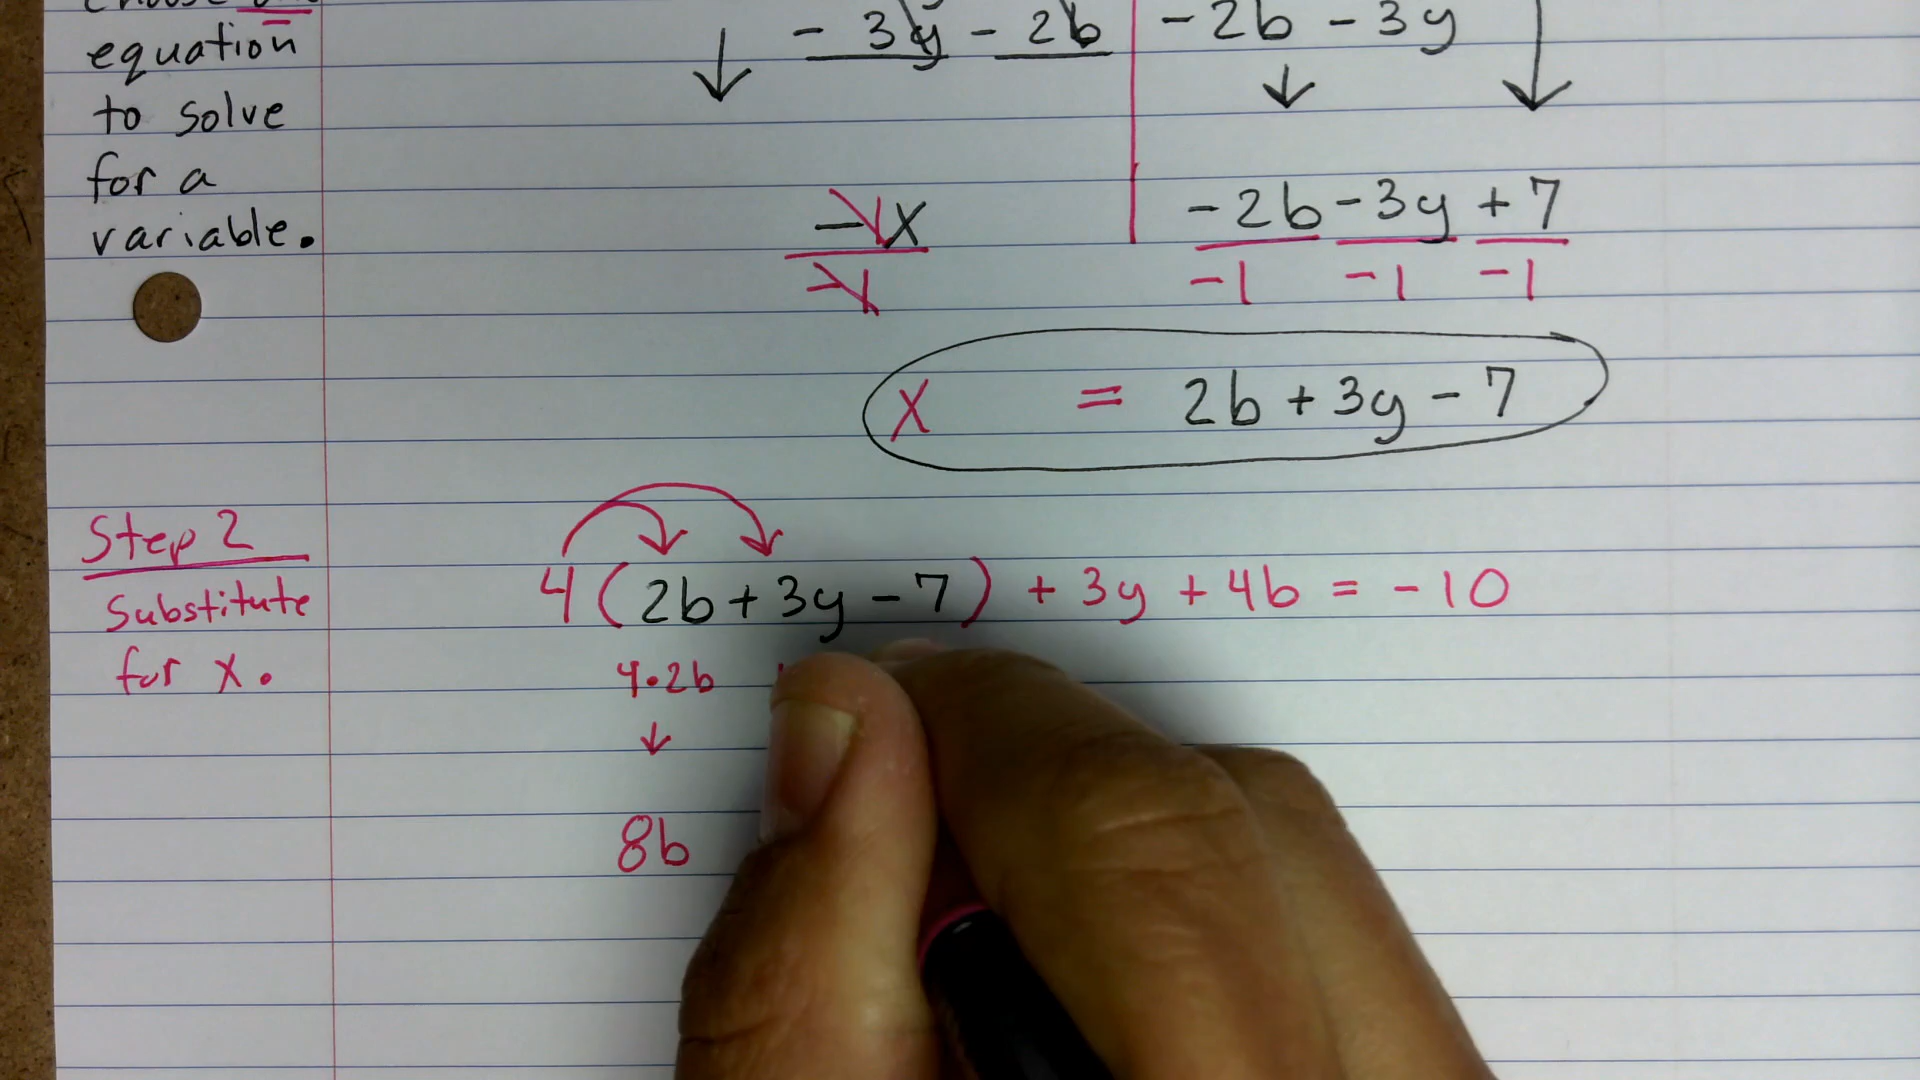 equation
to solve
for a
variable.
- 3y - 2b | - 2b - 3y
-1x | - 2b - 3y + 7
-1 -1 -1 -1
x = 2b + 3y - 7
Step 2
Substitute
for x.
4 ( 2b + 3y - 7 ) + 3y + 4b = - 10
4·2b
8b